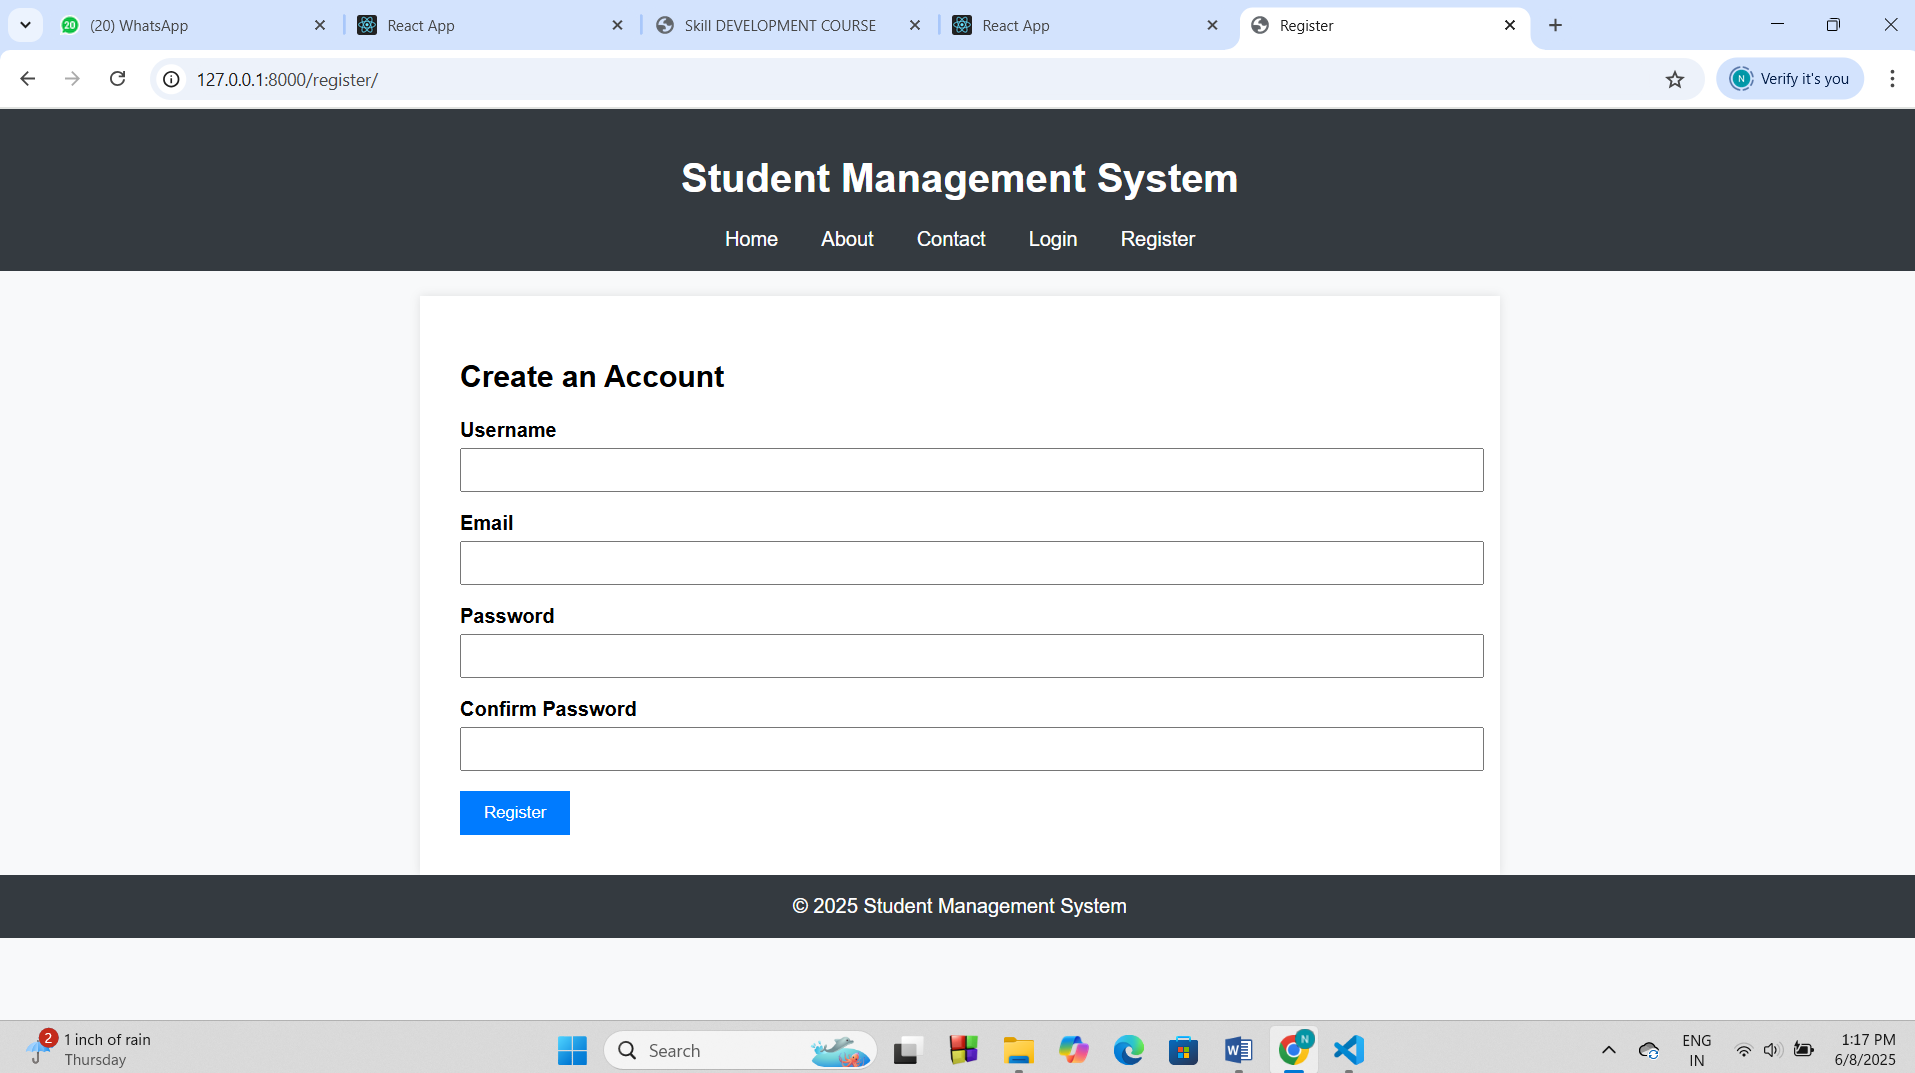 (20) WhatsApp
React App
Skill DEVELOPMENT COURSE
React App
Register
127.0.0.1:8000/register/
N
Verify it's you
Student Management System
Home About Contact Login Register
Create an Account
Username
Email
Password
Confirm Password
Register
© 2025 Student Management System
2
1 inch of rain
Thursday
Search
W
N
ENG
IN
1:17 PM
6/8/2025
20